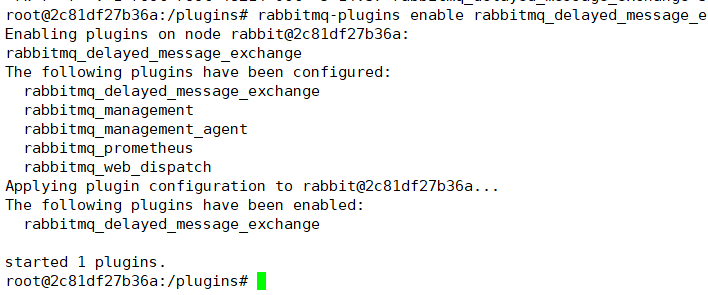 root@2c81df27b36a:/plugins# rabbitmq-plugins enable rabbitmq_delayed_message_e
Enabling plugins on node rabbit@2c81df27b36a:
rabbitmq_delayed_message_exchange
The following plugins have been configured:
  rabbitmq_delayed_message_exchange
  rabbitmq_management
  rabbitmq_management_agent
  rabbitmq_prometheus
  rabbitmq_web_dispatch
Applying plugin configuration to rabbit@2c81df27b36a...
The following plugins have been enabled:
  rabbitmq_delayed_message_exchange

started 1 plugins.
root@2c81df27b36a:/plugins#